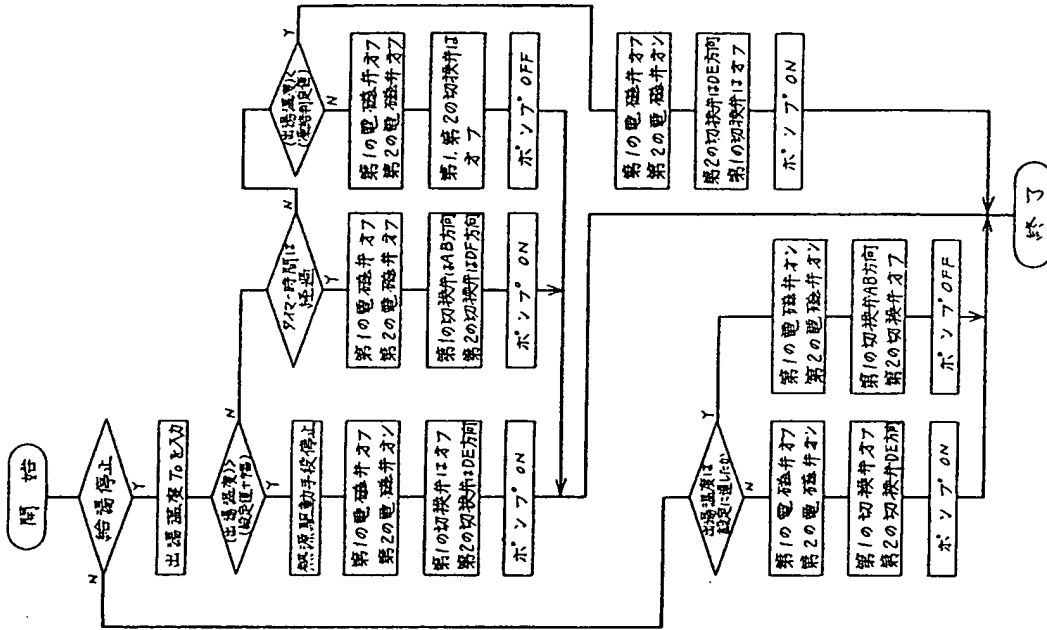 開始
給湯停止
N
Y
出湯温度Toを入力
(出湯温度)>
(設定値+α幅)
N
Y
熱源駆動手段停止
第1の電磁弁オフ
第2の電磁弁オン
第1の切換弁はオフ
第2の切換弁はDE方向
ポンプON
タイマー時間は
経過
N
Y
第1の電磁弁オフ
第2の電磁弁オフ
第1の切換弁はAB方向
第2の切換弁はDF方向
ポンプON
(出湯温度)<
(凍結判定値)
Y
N
第1の電磁弁オフ
第2の電磁弁オフ
第1.第2の切換弁は
オフ
ポンプOFF
第1の電磁弁オフ
第2の電磁弁オン
第2の切換弁はDE方向
第1の切換弁はオフ
ポンプON
出湯温度は
設定に達したか
Y
N
第1の電磁弁オフ
第2の電磁弁オン
第1の切換弁オフ
第2の切換弁DE方向
ポンプON
第1の電磁弁オン
第2の電磁弁オン
第1の切換弁AB方向
第2の切換弁オフ
ポンプOFF
終了